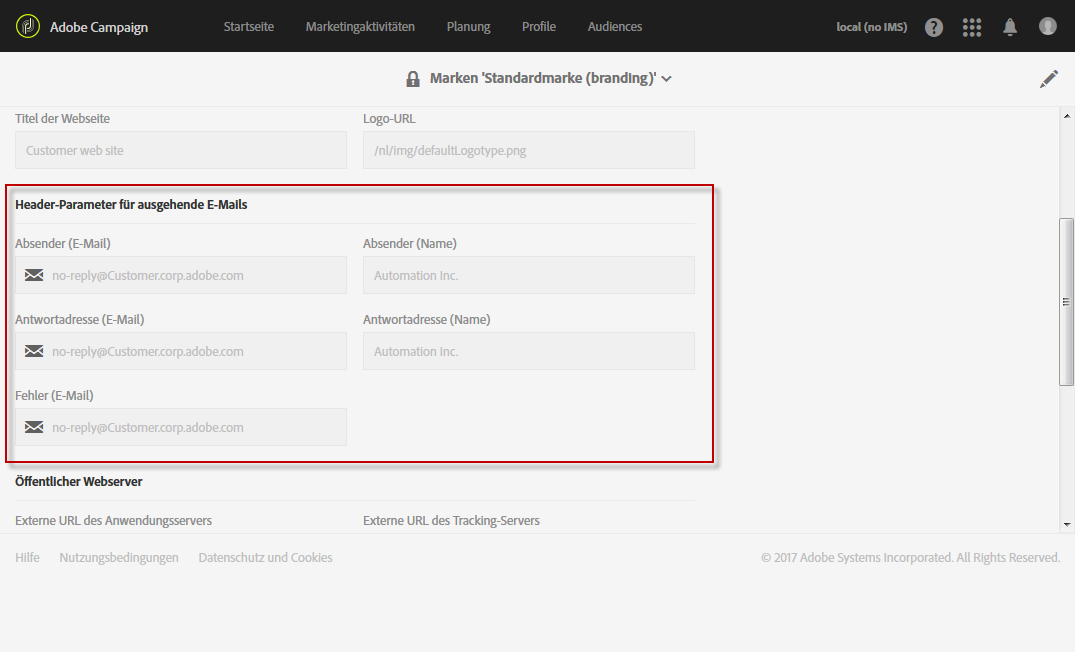 Adobe Campaign Startseite Marketingaktivitäten Planung Profile Audiences local (no IMS) ?
Marken 'Standardmarke (branding)'
Titel der Webseite Logo-URL
Customer web site /nl/img/defaultLogotype.png
Header-Parameter für ausgehende E-Mails
Absender (E-Mail) Absender (Name)
no-reply@Customer.corp.adobe.com Automation Inc.
Antwortadresse (E-Mail) Antwortadresse (Name)
no-reply@Customer.corp.adobe.com Automation Inc.
Fehler (E-Mail)
no-reply@Customer.corp.adobe.com
Öffentlicher Webserver
Externe URL des Anwendungsservers Externe URL des Tracking-Servers
Hilfe Nutzungsbedingungen Datenschutz und Cookies © 2017 Adobe Systems Incorporated. All Rights Reserved.